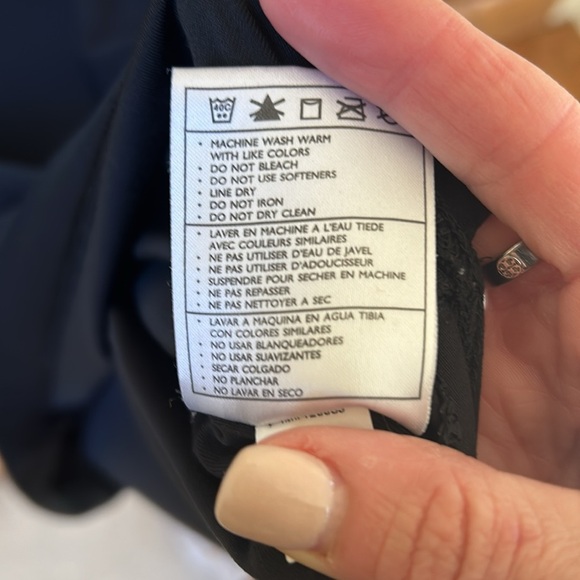 40C
• MACHINE WASH WARM
WITH LIKE COLORS
• DO NOT BLEACH
• DO NOT USE SOFTENERS
• LINE DRY
• DO NOT IRON
• DO NOT DRY CLEAN
• LAVER EN MACHINE A L'EAU TIEDE
AVEC COULEURS SIMILAIRES
• NE PAS UTILISER D'EAU DE JAVEL
• NE PAS UTILISER D'ADOUCISSEUR
• SUSPENDRE POUR SECHER EN MACHINE
• NE PAS REPASSER
• NE PAS NETTOYER A SEC
• LAVAR A MAQUINA EN AGUA TIBIA
CON COLORES SIMILARES
• NO USAR BLANQUEADORES
• NO USAR SUAVIZANTES
SECAR COLGADO
• NO PLANCHAR
• NO LAVAR EN SECO